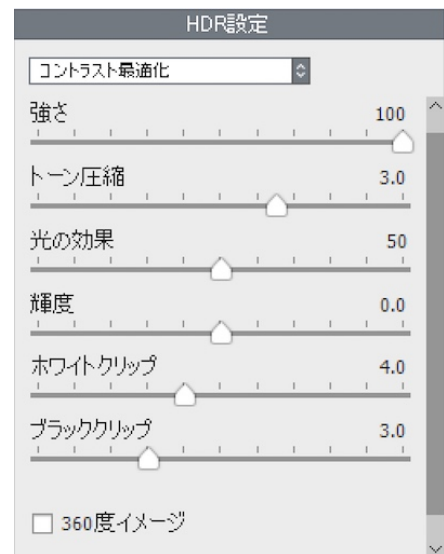 HDR設定
コントラスト最適化
強さ 100
トーン圧縮 3.0
光の効果 50
輝度 0.0
ホワイトクリップ 4.0
ブラッククリップ 3.0
360度イメージ